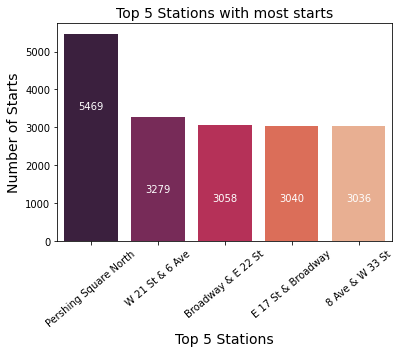 Top 5 Stations with most starts
Number of Starts
5000
4000
3000
2000
1000
0
5469
3279
3058
3040
3036
Pershing Square North
W 21 St & 6 Ave
Broadway & E 22 St
E 17 St & Broadway
8 Ave & W 33 St
Top 5 Stations